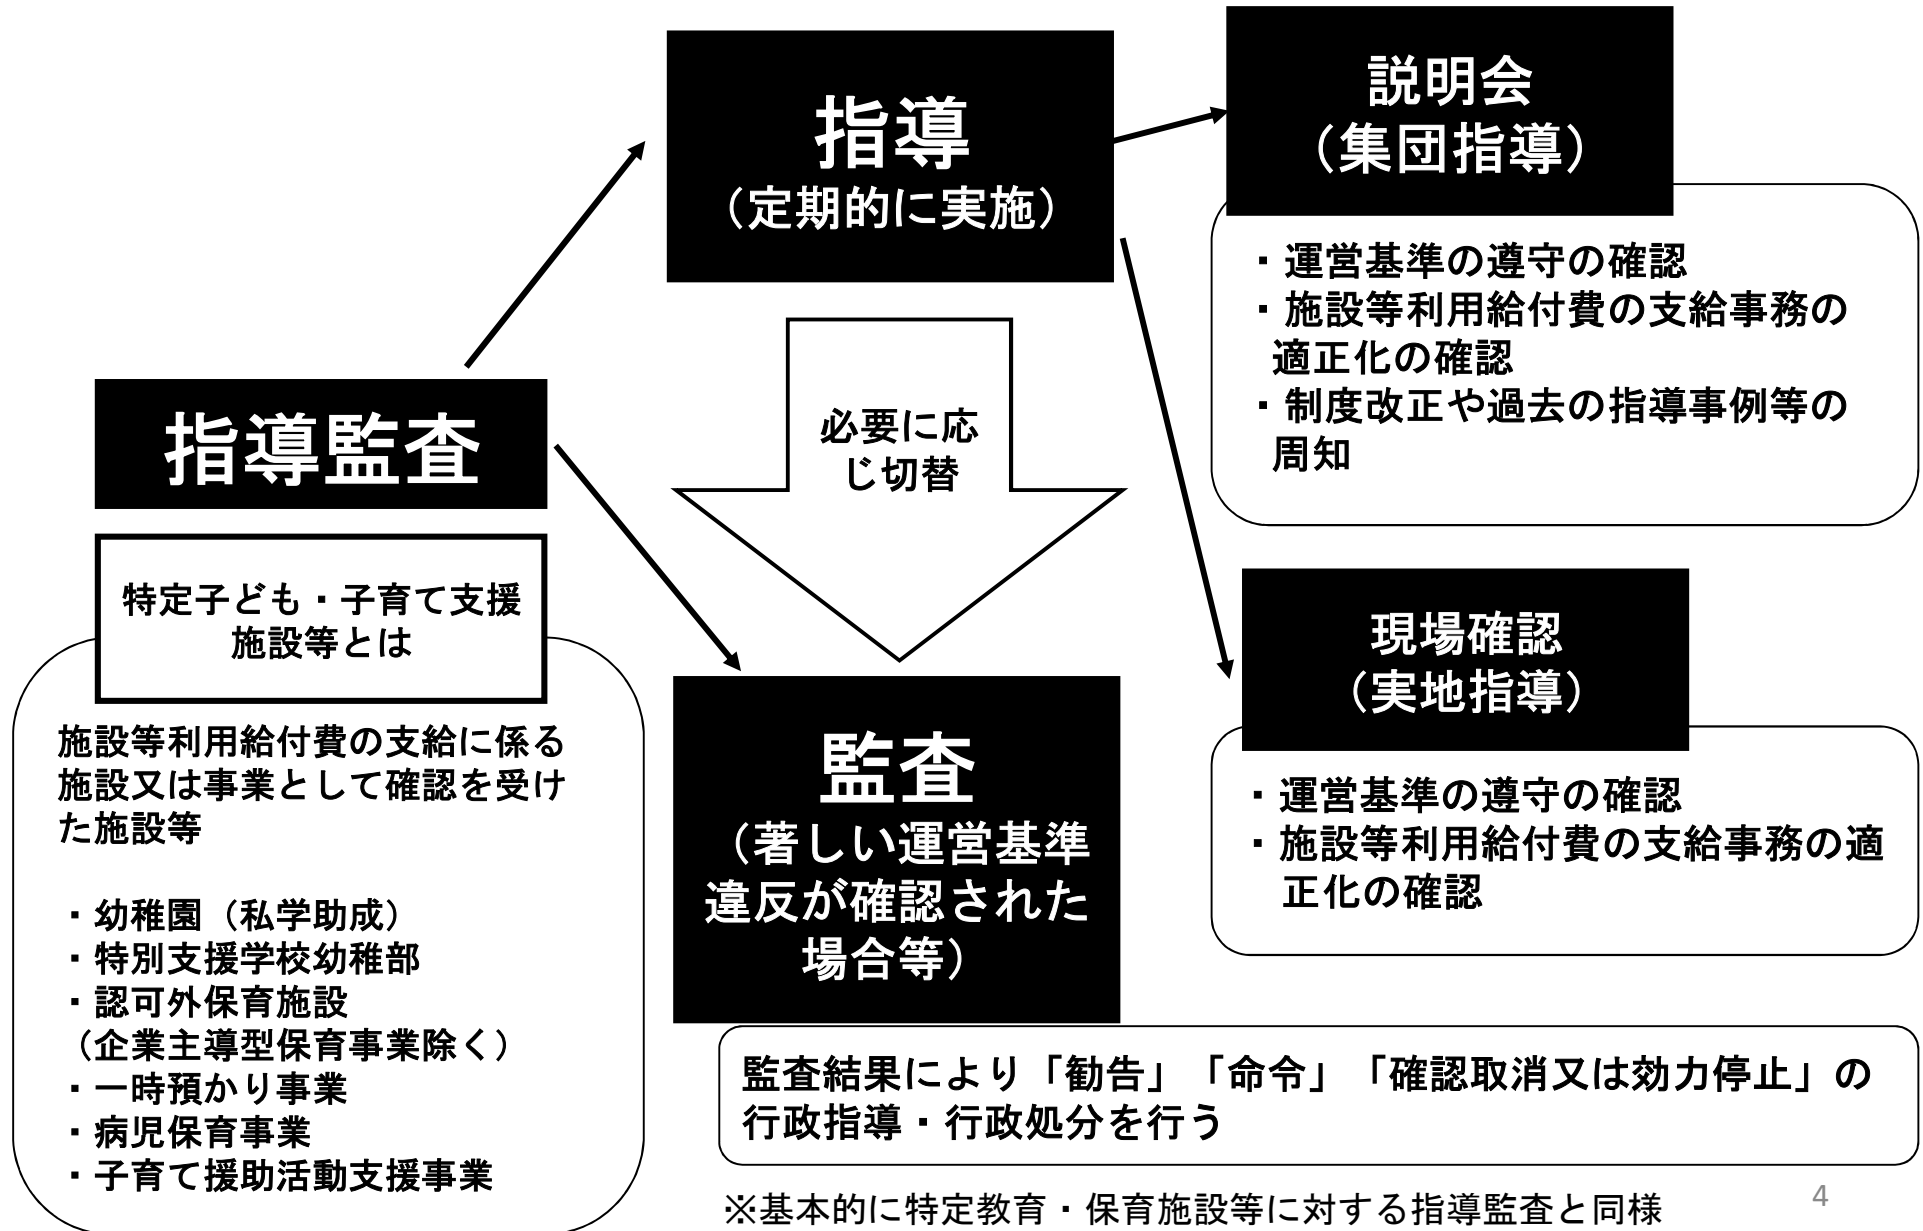 指導
（定期的に実施）
説明会
（集団指導）
・運営基準の遵守の確認
・施設等利用給付費の支給事務の
適正化の確認
・制度改正や過去の指導事例等の
周知
必要に応
じ切替
指導監査
特定子ども・子育て支援
施設等とは
施設等利用給付費の支給に係る
施設又は事業として確認を受け
た施設等
・幼稚園（私学助成）
・特別支援学校幼稚部
・認可外保育施設
（企業主導型保育事業除く）
・一時預かり事業
・病児保育事業
・子育て援助活動支援事業
現場確認
（実地指導）
・運営基準の遵守の確認
・施設等利用給付費の支給事務の適
正化の確認
監査
（著しい運営基準
違反が確認された
場合等）
監査結果により「勧告」「命令」「確認取消又は効力停止」の
行政指導・行政処分を行う
※基本的に特定教育・保育施設等に対する指導監査と同様
4